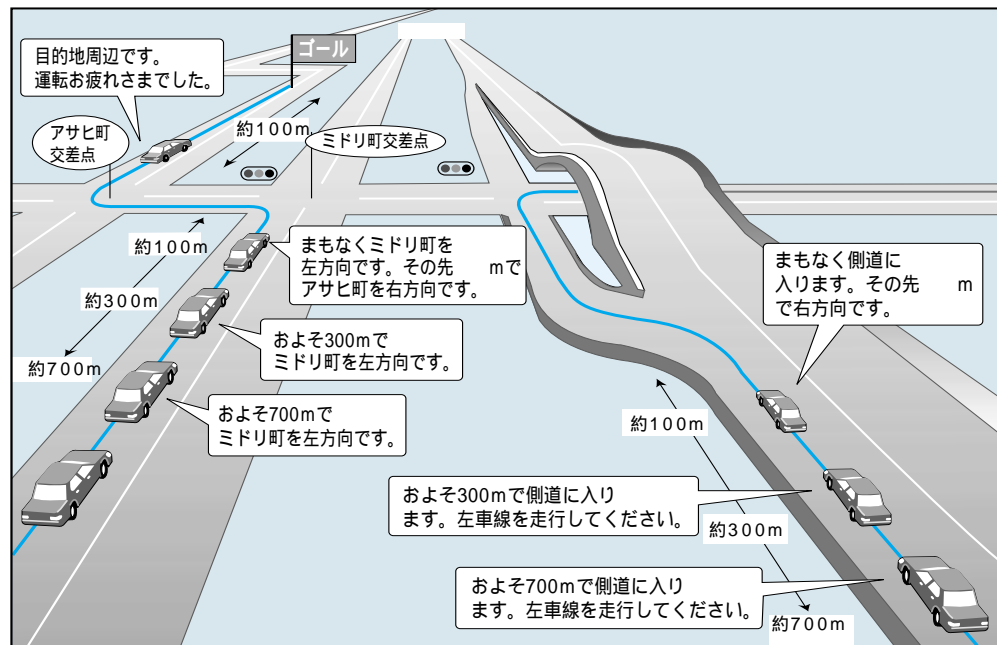 目的地周辺です。
運転お疲れさまでした。
ゴール
アサヒ町
交差点
約100m
ミドリ町交差点
約100m
約300m
約700m
まもなくミドリ町を
左方向です。その先　　mで
アサヒ町を右方向です。
およそ300mで
ミドリ町を左方向です。
およそ700mで
ミドリ町を左方向です。
まもなく側道に
入ります。その先　　m
で右方向です。
約100m
およそ300mで側道に入り
ます。左車線を走行してください。
約300m
およそ700mで側道に入り
ます。左車線を走行してください。
約700m